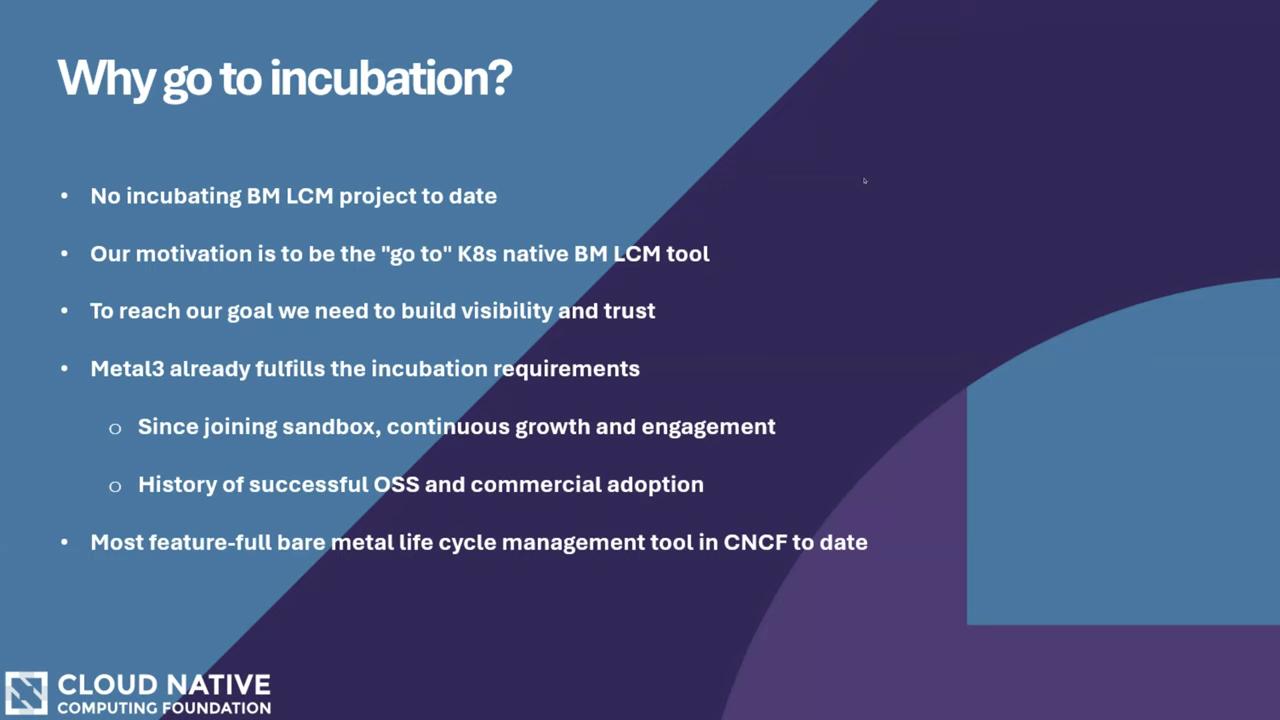 Why go to incubation?
• No incubating BM LCM project to date
• Our motivation is to be the "go to" K8s native BM LCM tool
• To reach our goal we need to build visibility and trust
• Metal3 already fulfills the incubation requirements
o Since joining sandbox, continuous growth and engagement
o History of successful OSS and commercial adoption
• Most feature-full bare metal life cycle management tool in CNCF to date
CLOUD NATIVE
COMPUTING FOUNDATION